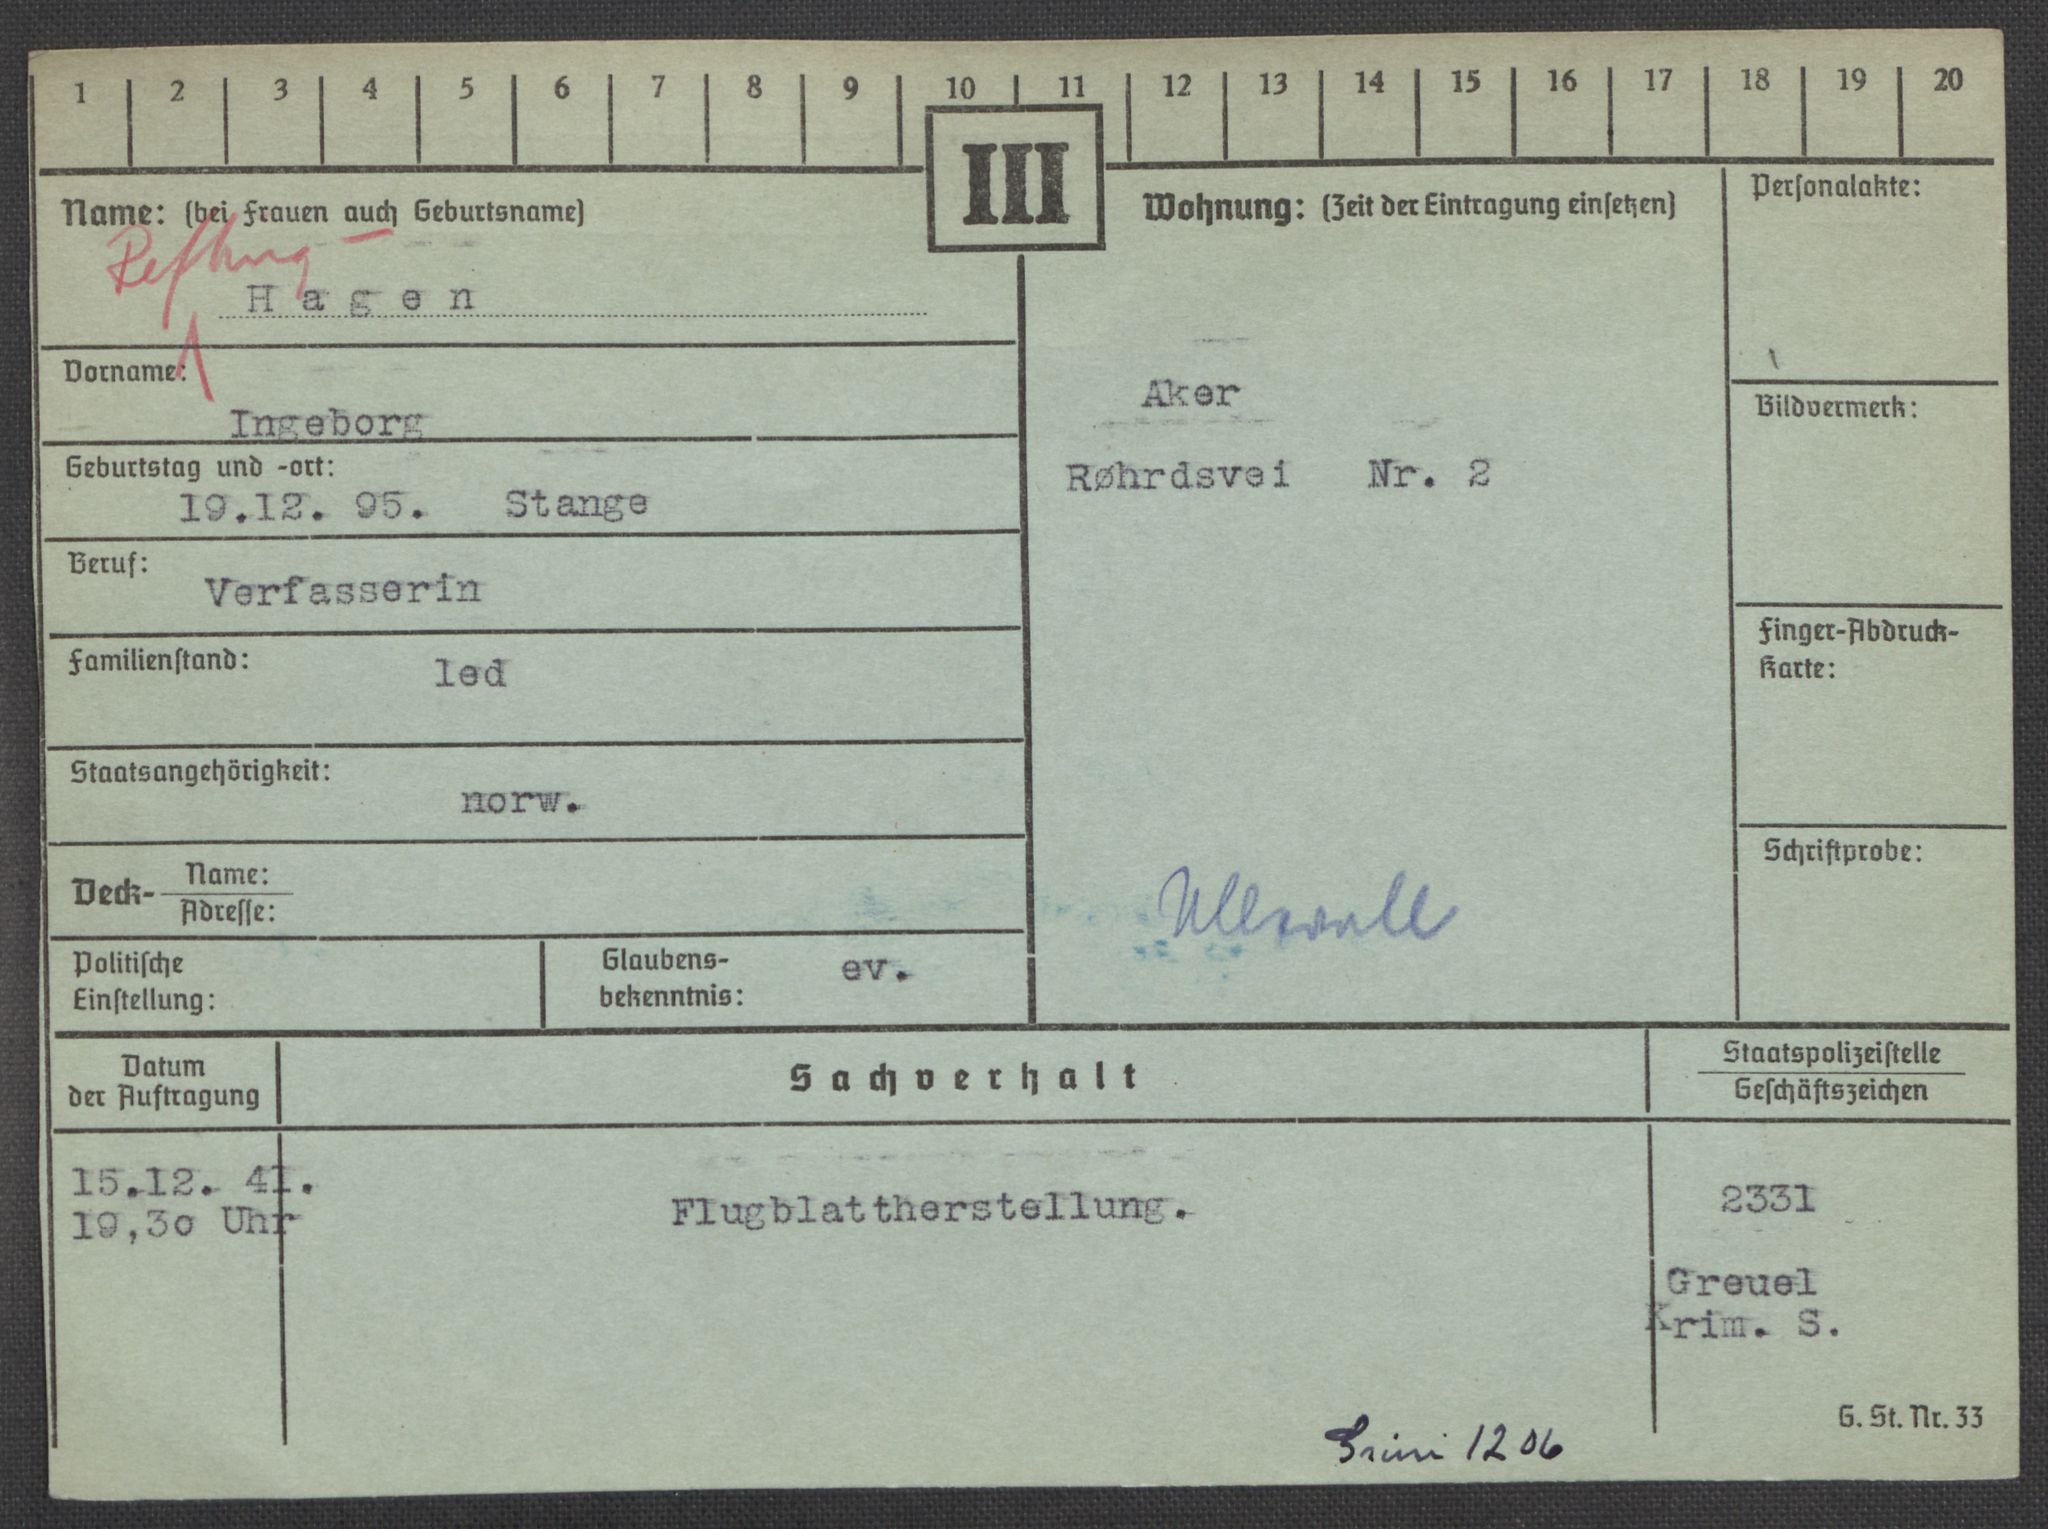 1 2 3 4 5 6 7 8 9 10 11 12 13 14 15 16 17 18 19 20
III
Name: (bei Frauen auch Geburtsname)
Refling
Hagen
Vorname:
Ingeborg
Geburtstag und -ort:
19.12. 95. Stange
Beruf:
Verfasserin
Familienstand:
led
Staatsangehörigkeit:
norw.
Deck-
Name:
Adresse:
Politische
Einstellung:
Glaubens-
bekenntnis:
ev.
Wohnung: (Zeit der Eintragung einsetzen)
Aker
Røhrdsvei Nr. 2
Ullevall
Personalakte:
Bildvermerk:
Finger-Abdruck-
Karte:
Schriftprobe:
Datum
der Auftragung
Sachverhalt
Staatspolizeistelle
Geschäftszeichen
15.12. 41.
19,30 Uhr
Flugblattherstellung.
2331
Greuel
Krim. S.
G. St. Nr. 33
Grini 1206